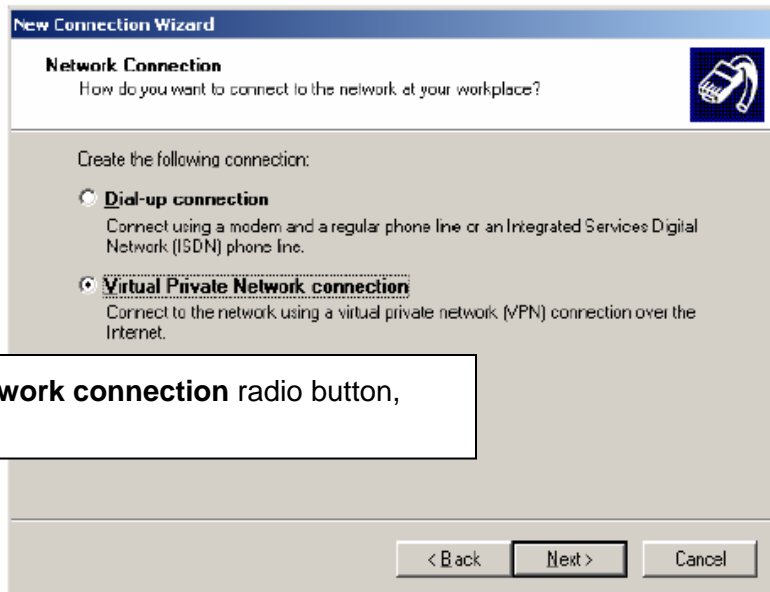 New Connection Wizard
Network Connection
How do you want to connect to the network at your workplace?
Create the following connection:
Dial-up connection
Connect using a modem and a regular phone line or an Integrated Services Digital
Network (ISDN) phone line.
Virtual Private Network connection
Connect to the network using a virtual private network (VPN) connection over the
Internet.
work connection radio button,
< Back
Next >
Cancel